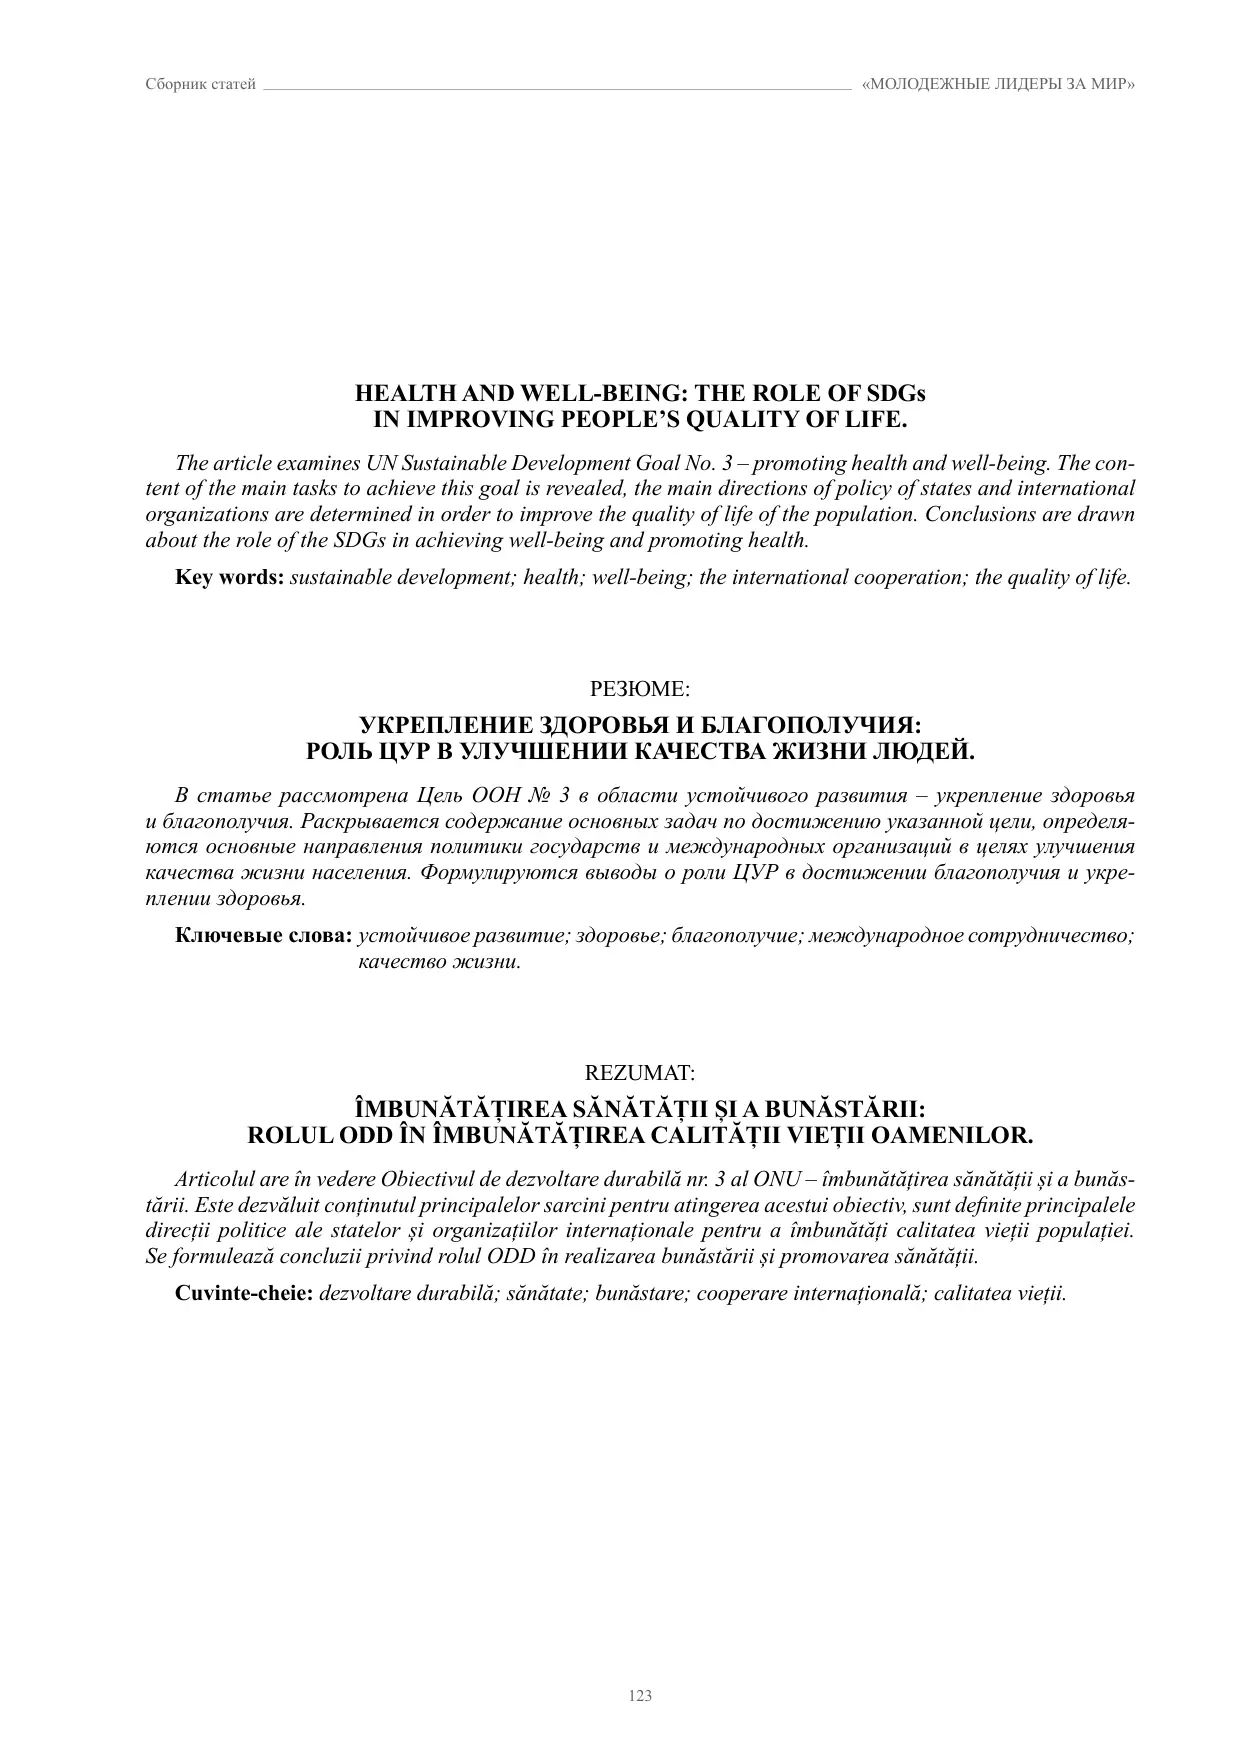 Сборник статей «МОЛОДЕЖНЫЕ ЛИДЕРЫ ЗА МИР»
HEALTH AND WELL-BEING: THE ROLE OF SDGs
IN IMPROVING PEOPLE’S QUALITY OF LIFE.
The article examines UN Sustainable Development Goal No. 3 – promoting health and well-being. The con-
tent of the main tasks to achieve this goal is revealed, the main directions of policy of states and international
organizations are determined in order to improve the quality of life of the population. Conclusions are drawn
about the role of the SDGs in achieving well-being and promoting health.
Key words: sustainable development; health; well-being; the international cooperation; the quality of life.
РЕЗЮМЕ:
УКРЕПЛЕНИЕ ЗДОРОВЬЯ И БЛАГОПОЛУЧИЯ:
РОЛЬ ЦУР В УЛУЧШЕНИИ КАЧЕСТВА ЖИЗНИ ЛЮДЕЙ.
В статье рассмотрена Цель ООН № 3 в области устойчивого развития – укрепление здоровья
и благополучия. Раскрывается содержание основных задач по достижению указанной цели, определя-
ются основные направления политики государств и международных организаций в целях улучшения
качества жизни населения. Формулируются выводы о роли ЦУР в достижении благополучия и укре-
плении здоровья.
Ключевые слова: устойчивое развитие; здоровье; благополучие; международное сотрудничество;
качество жизни.
REZUMAT:
ÎMBUNĂTĂȚIREA SĂNĂTĂȚII ȘI A BUNĂSTĂRII:
ROLUL ODD ÎN ÎMBUNĂTĂȚIREA CALITĂȚII VIEȚII OAMENILOR.
Articolul are în vedere Obiectivul de dezvoltare durabilă nr. 3 al ONU – îmbunătățirea sănătății și a bunăs-
tării. Este dezvăluit conținutul principalelor sarcini pentru atingerea acestui obiectiv, sunt definite principalele
direcții politice ale statelor și organizațiilor internaționale pentru a îmbunătăți calitatea vieții populației.
Se formulează concluzii privind rolul ODD în realizarea bunăstării și promovarea sănătății.
Cuvinte-cheie: dezvoltare durabilă; sănătate; bunăstare; cooperare internațională; calitatea vieții.
123